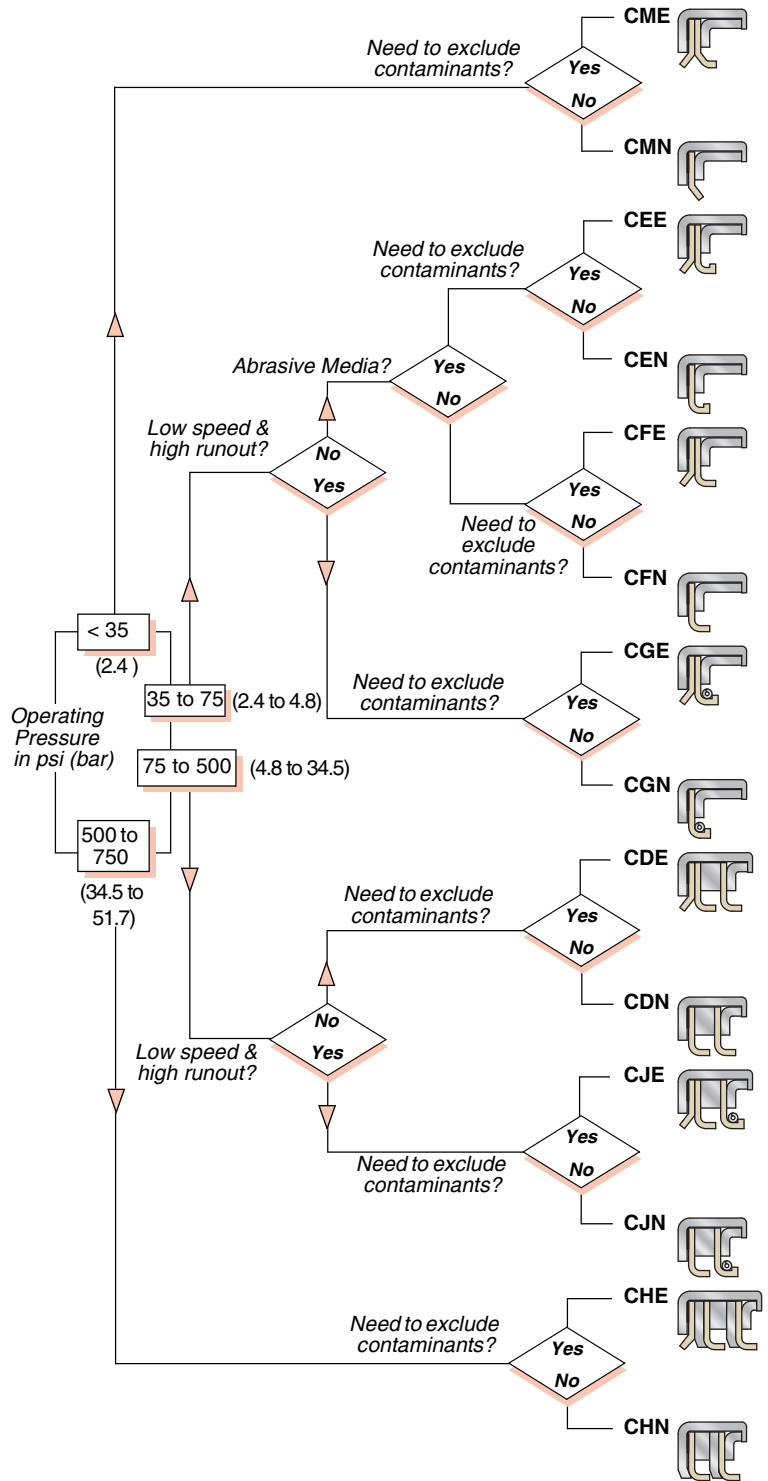 CME
Need to exclude
contaminants?
Yes
No
CMN
CEE
Need to exclude
contaminants?
Yes
No
CEN
Abrasive Media?
Yes
No
CFE
Low speed &
high runout?
No
Yes
Yes
No
Need to
exclude
contaminants?
CFN
< 35
(2.4 )
CGE
35 to 75
(2.4 to 4.8)
Need to exclude
contaminants?
Yes
No
Operating
Pressure
in psi (bar)
75 to 500
(4.8 to 34.5)
CGN
500 to
750
(34.5 to
51.7)
CDE
Need to exclude
contaminants?
Yes
No
CDN
No
Yes
Low speed &
high runout?
CJE
Yes
No
Need to exclude
contaminants?
CJN
CHE
Need to exclude
contaminants?
Yes
No
CHN